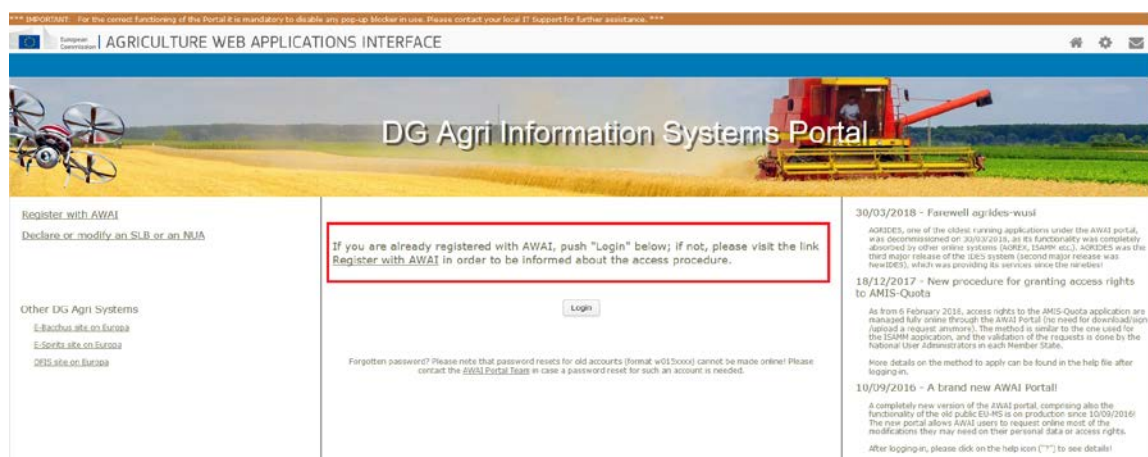 *** IMPORTANT: For the correct functioning of the Portal it is mandatory to disable any pop-up blocker in use. Please contact your local IT Support for further assistance. ***
European
Commission
AGRICULTURE WEB APPLICATIONS INTERFACE
DG Agri Information Systems Portal
Register with AWAI
Declare or modify an SLB or an NUA
Other DG Agri Systems
E-Bacchus site on Europa
E-Spirits site on Europa
OFIS site on Europa
If you are already registered with AWAI, push "Login" below; if not, please visit the link
Register with AWAI in order to be informed about the access procedure.
Login
Forgotten password? Please note that password resets for old accounts (format w015xxxx) cannot be made online! Please
contact the AWAI Portal Team in case a password reset for such an account is needed.
30/03/2018 - Farewell agrides-wusi
AGRIDES, one of the oldest running applications under the AWAI portal,
was decommissioned on 30/03/2018, as its functionality was completely
absorbed by other online systems (AGREX, ISAMM etc.). AGRIDES was the
third major release of the IDES system (second major release was
NewIDES), which was providing its services since the nineties!
18/12/2017 - New procedure for granting access rights
to AMIS-Quota
As from 6 February 2018, access rights to the AMIS-Quota application are
managed fully online through the AWAI Portal (no need for download/sign
/upload a request anymore). The method is similar to the one used for
the ISAMM application, and the validation of the requests is done by the
National User Administrators in each Member State.
More details on the method to apply can be found in the help file after
logging-in.
10/09/2016 - A brand new AWAI Portal!
A completely new version of the AWAI portal, comprising also the
functionality of the old public EU-MS is on production since 10/09/2016!
The new portal allows AWAI users to request online most of the
modifications they may need on their personal data or access rights.
After logging-in, please click on the help icon ("?") to see details!